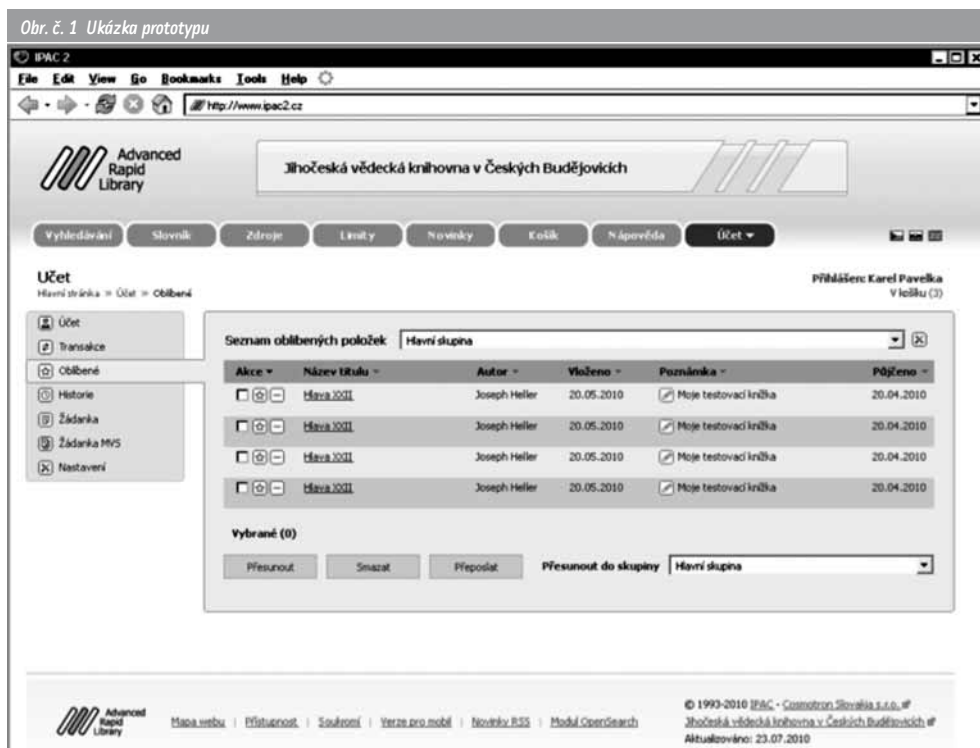 Obr. č. 1 Ukázka prototypu
IPAC 2
File Edit View Go Bookmarks Tools Help
http://www.ipac2.cz
Advanced
Rapid
Library
Jihočeská vědecká knihovna v Českých Budějovicích
Vyhledávání Slovník Zdroje Limity Novinky Košík Nápověda Účet
Účet
Přihlášen: Karel Pavelka
Hlavní stránka » Účet » Oblíbené
V košíku (3)
Účet
Transakce
Oblíbené
Historie
Žádanka
Žádanka MVS
Nastavení
Seznam oblíbených položek Hlavní skupina
Akce Název titulu Autor Vloženo Poznámka Půjčeno
Hlava XXII Joseph Heller 20.05.2010 Moje testovací knížka 20.04.2010
Hlava XXII Joseph Heller 20.05.2010 Moje testovací knížka 20.04.2010
Hlava XXII Joseph Heller 20.05.2010 Moje testovací knížka 20.04.2010
Hlava XXII Joseph Heller 20.05.2010 Moje testovací knížka 20.04.2010
Vybrané (0)
Přesunout Smazat Přeposlat Přesunout do skupiny Hlavní skupina
Advanced
Rapid
Library
Mapa webu | Přístupnost | Soukromí | Verze pro mobil | Novinky RSS | Modul OpenSearch
© 1993-2010 IPAC - Cosmotron Slovakia s.r.o.
Jihočeská vědecká knihovna v Českých Budějovicích
Aktualizováno: 23.07.2010